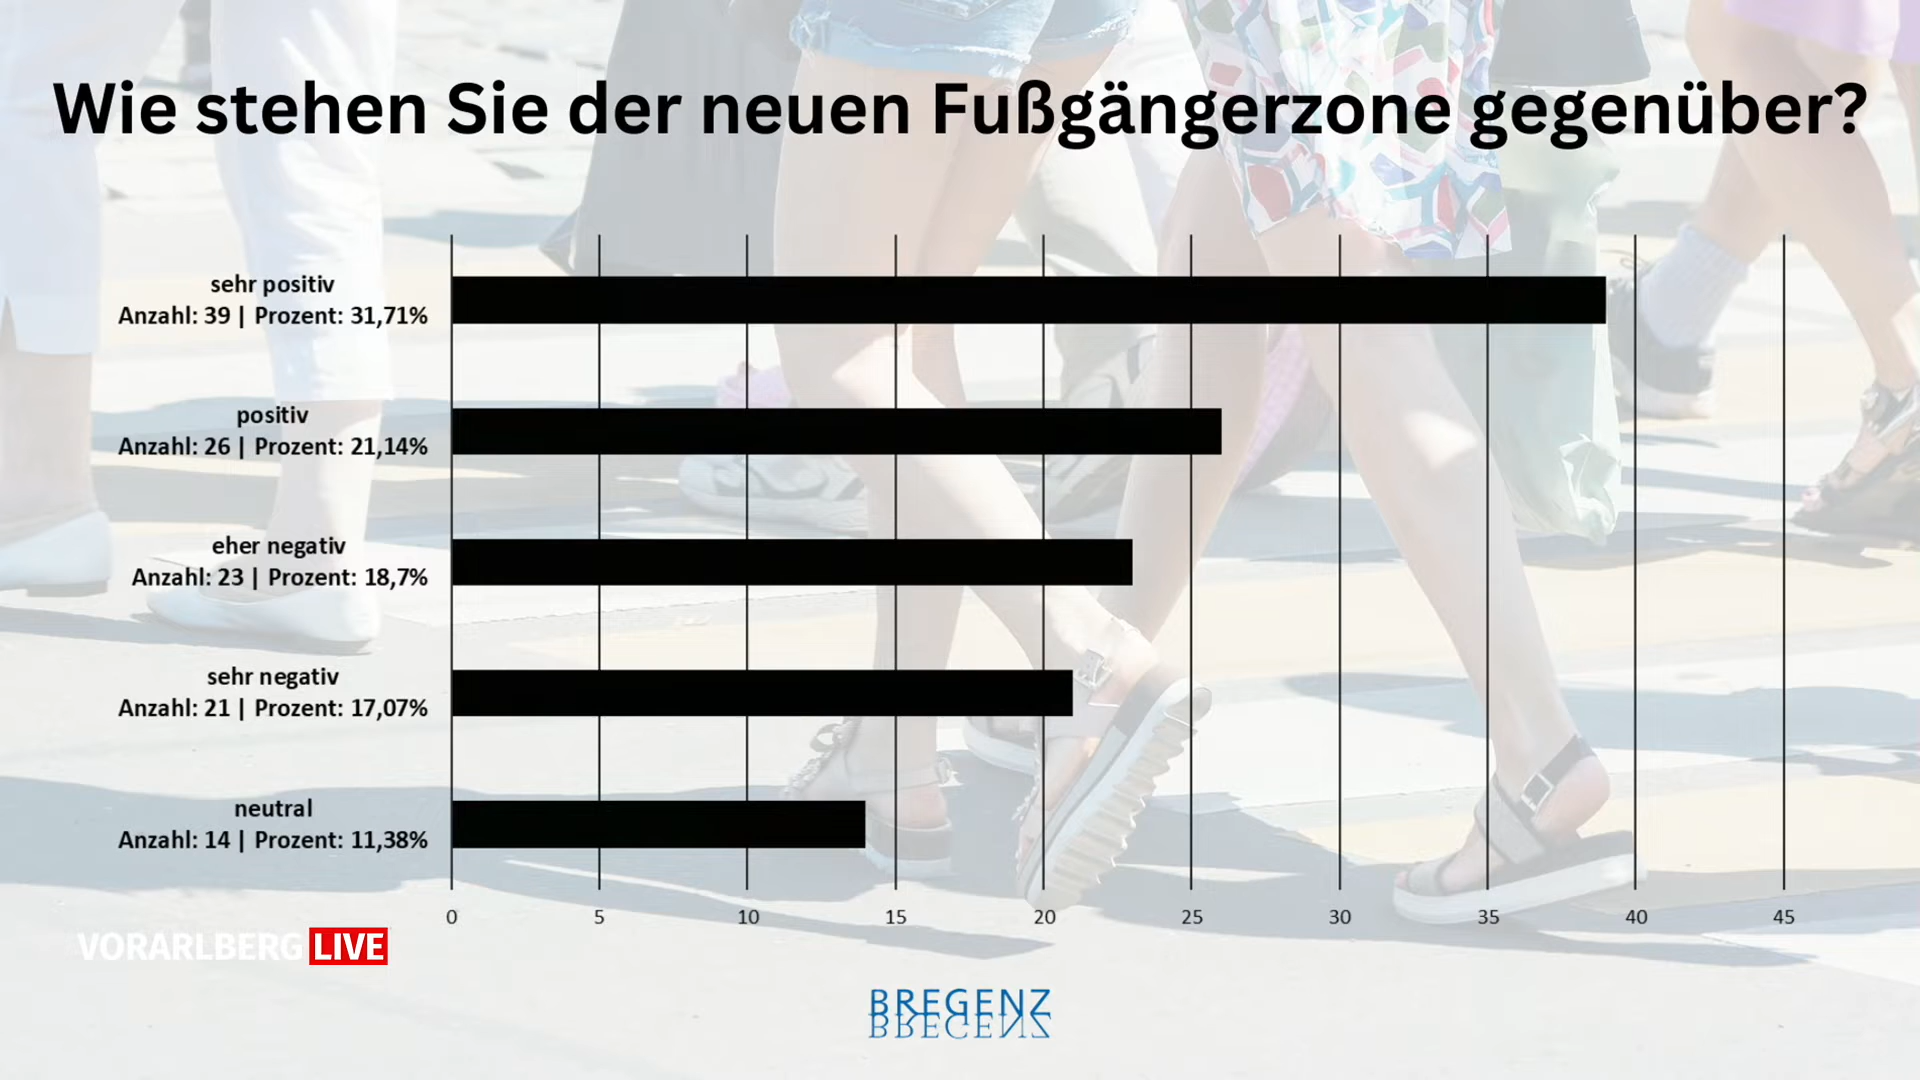 Wie stehen Sie der neuen Fußgängerzone gegenüber?
sehr positiv
Anzahl: 39 | Prozent: 31,71%
positiv
Anzahl: 26 | Prozent: 21,14%
eher negativ
Anzahl: 23 | Prozent: 18,7%
sehr negativ
Anzahl: 21 | Prozent: 17,07%
neutral
Anzahl: 14 | Prozent: 11,38%
0 5 10 15 20 25 30 35 40 45
VORARLBERG LIVE
BREGENZ